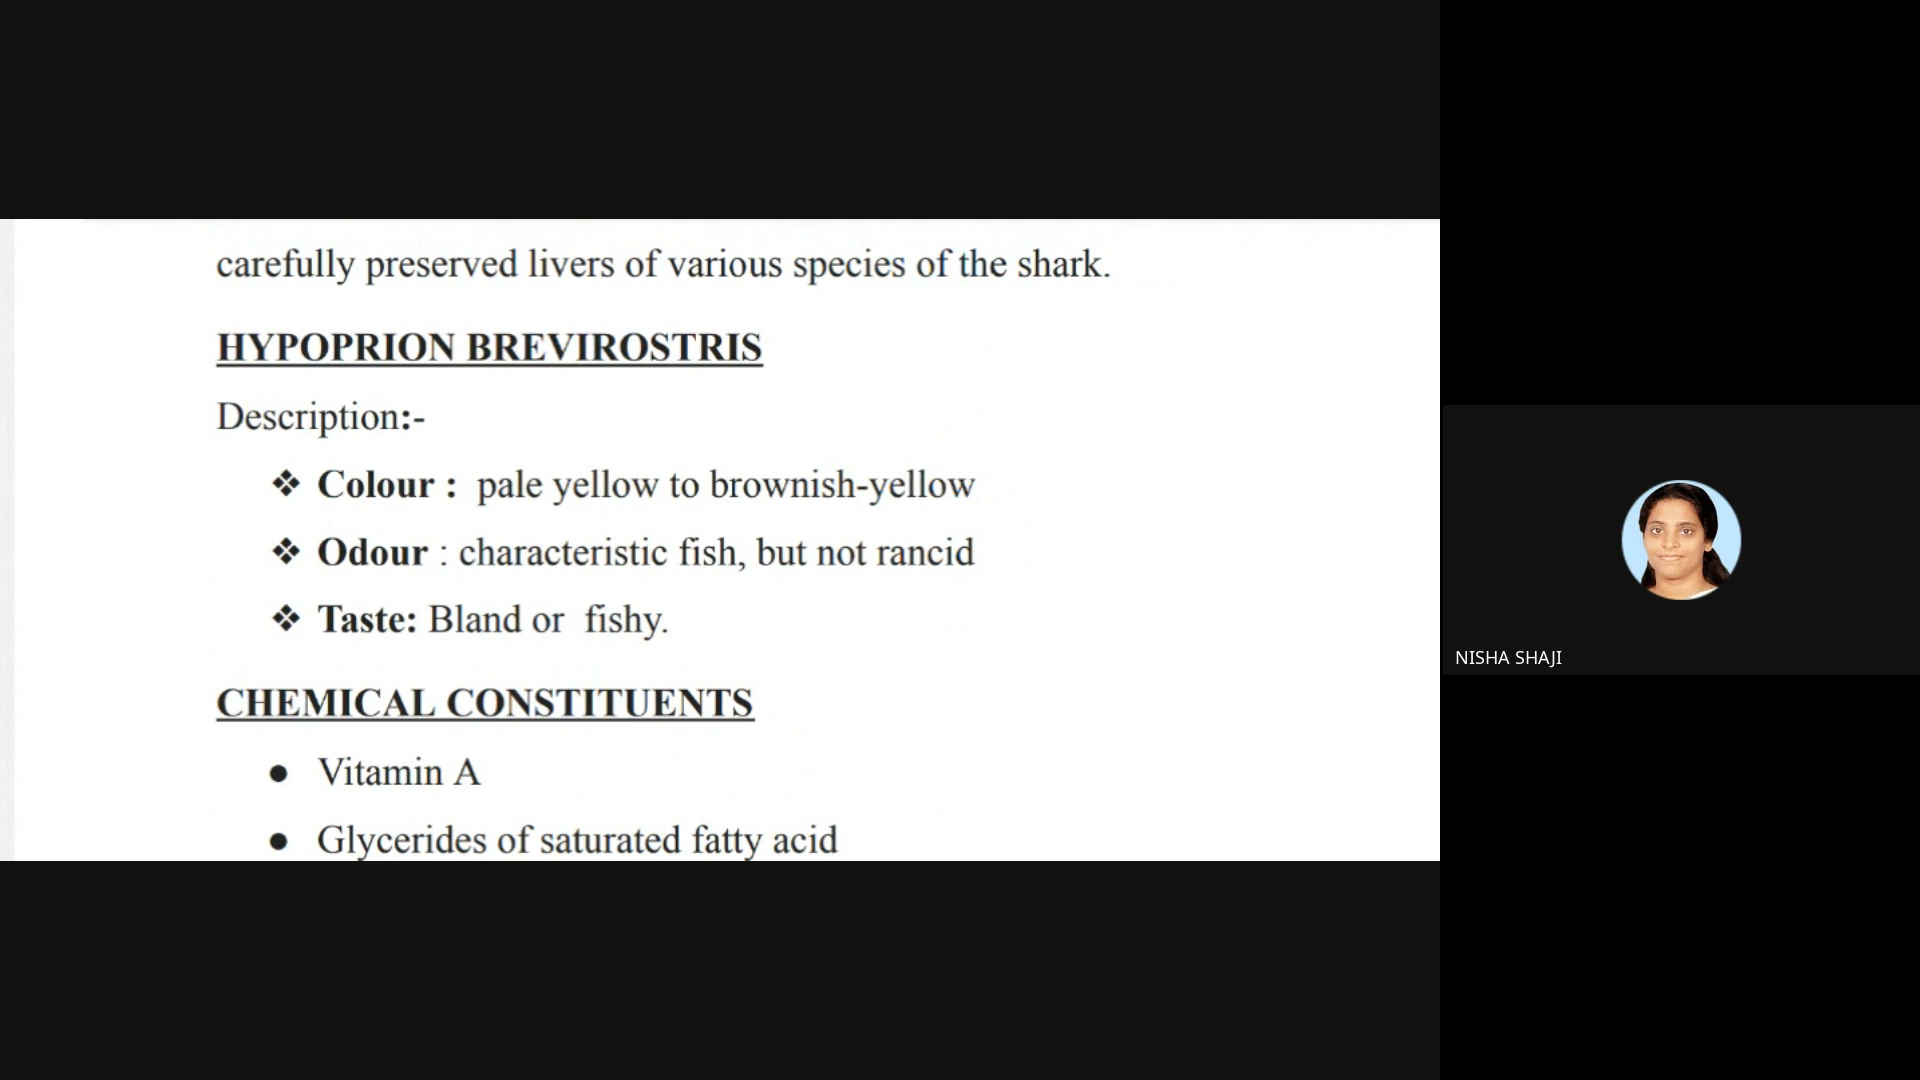 carefully preserved livers of various species of the shark.
HYPOPRION BREVIROSTRIS
Description:-
❖ Colour : pale yellow to brownish-yellow
❖ Odour : characteristic fish, but not rancid
❖ Taste: Bland or fishy.
CHEMICAL CONSTITUENTS
● Vitamin A
● Glycerides of saturated fatty acid
NISHA SHAJI